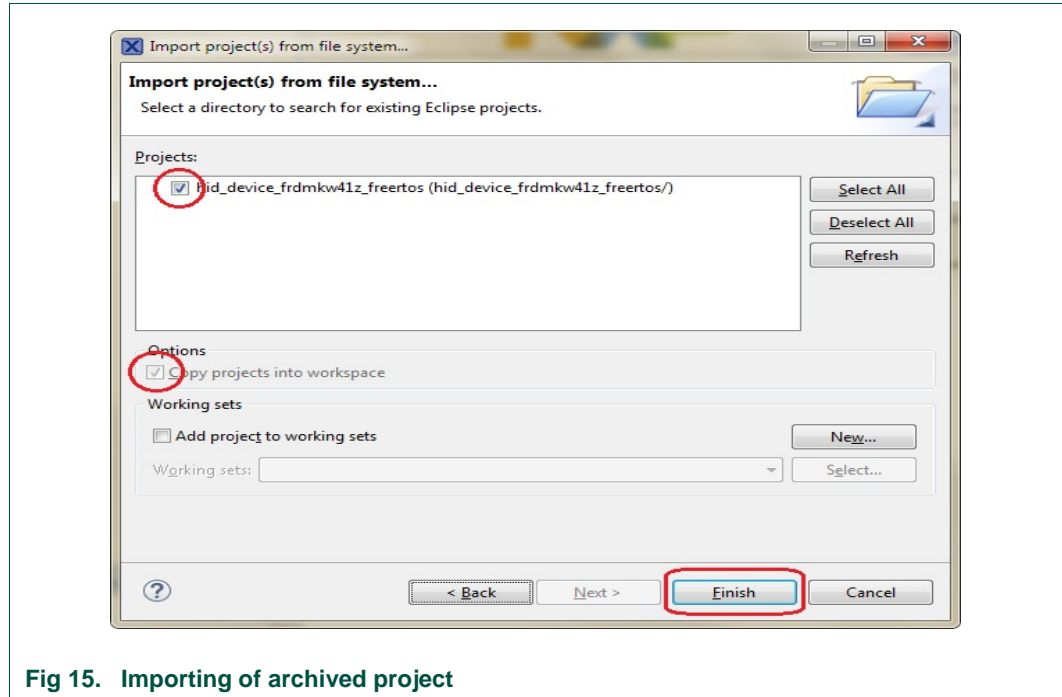 Import project(s) from file system...
Import project(s) from file system...
Select a directory to search for existing Eclipse projects.
Projects:
hid_device_frdmkw41z_freertos (hid_device_frdmkw41z_freertos/)
Select All
Deselect All
Refresh
Options
Copy projects into workspace
Working sets
Add project to working sets
New...
Working sets:
Select...
?
< Back
Next >
Finish
Cancel
Fig 15. Importing of archived project